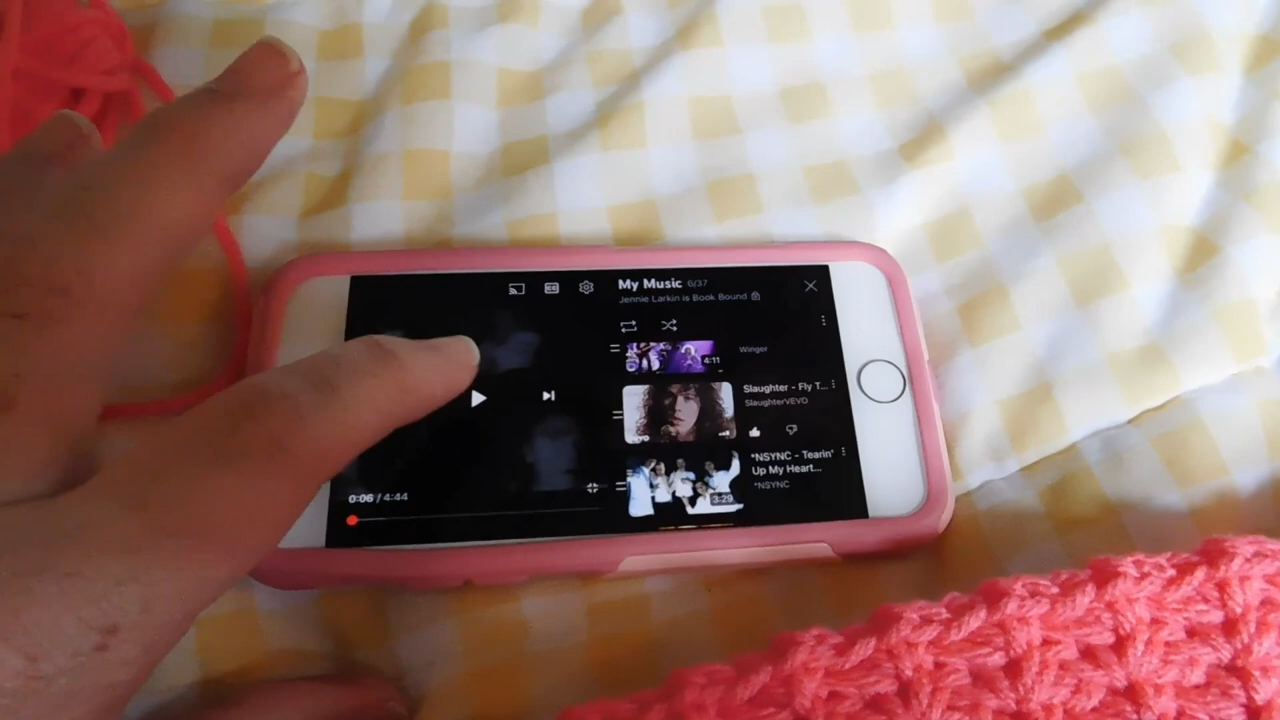 My Music 6/37
Jennie Larkin is Book Bound
4:11
Winger
Slaughter - Fly T...
SlaughterVEVO
*NSYNC - Tearin'
Up My Heart...
*NSYNC
3:29
0:06 / 4:44